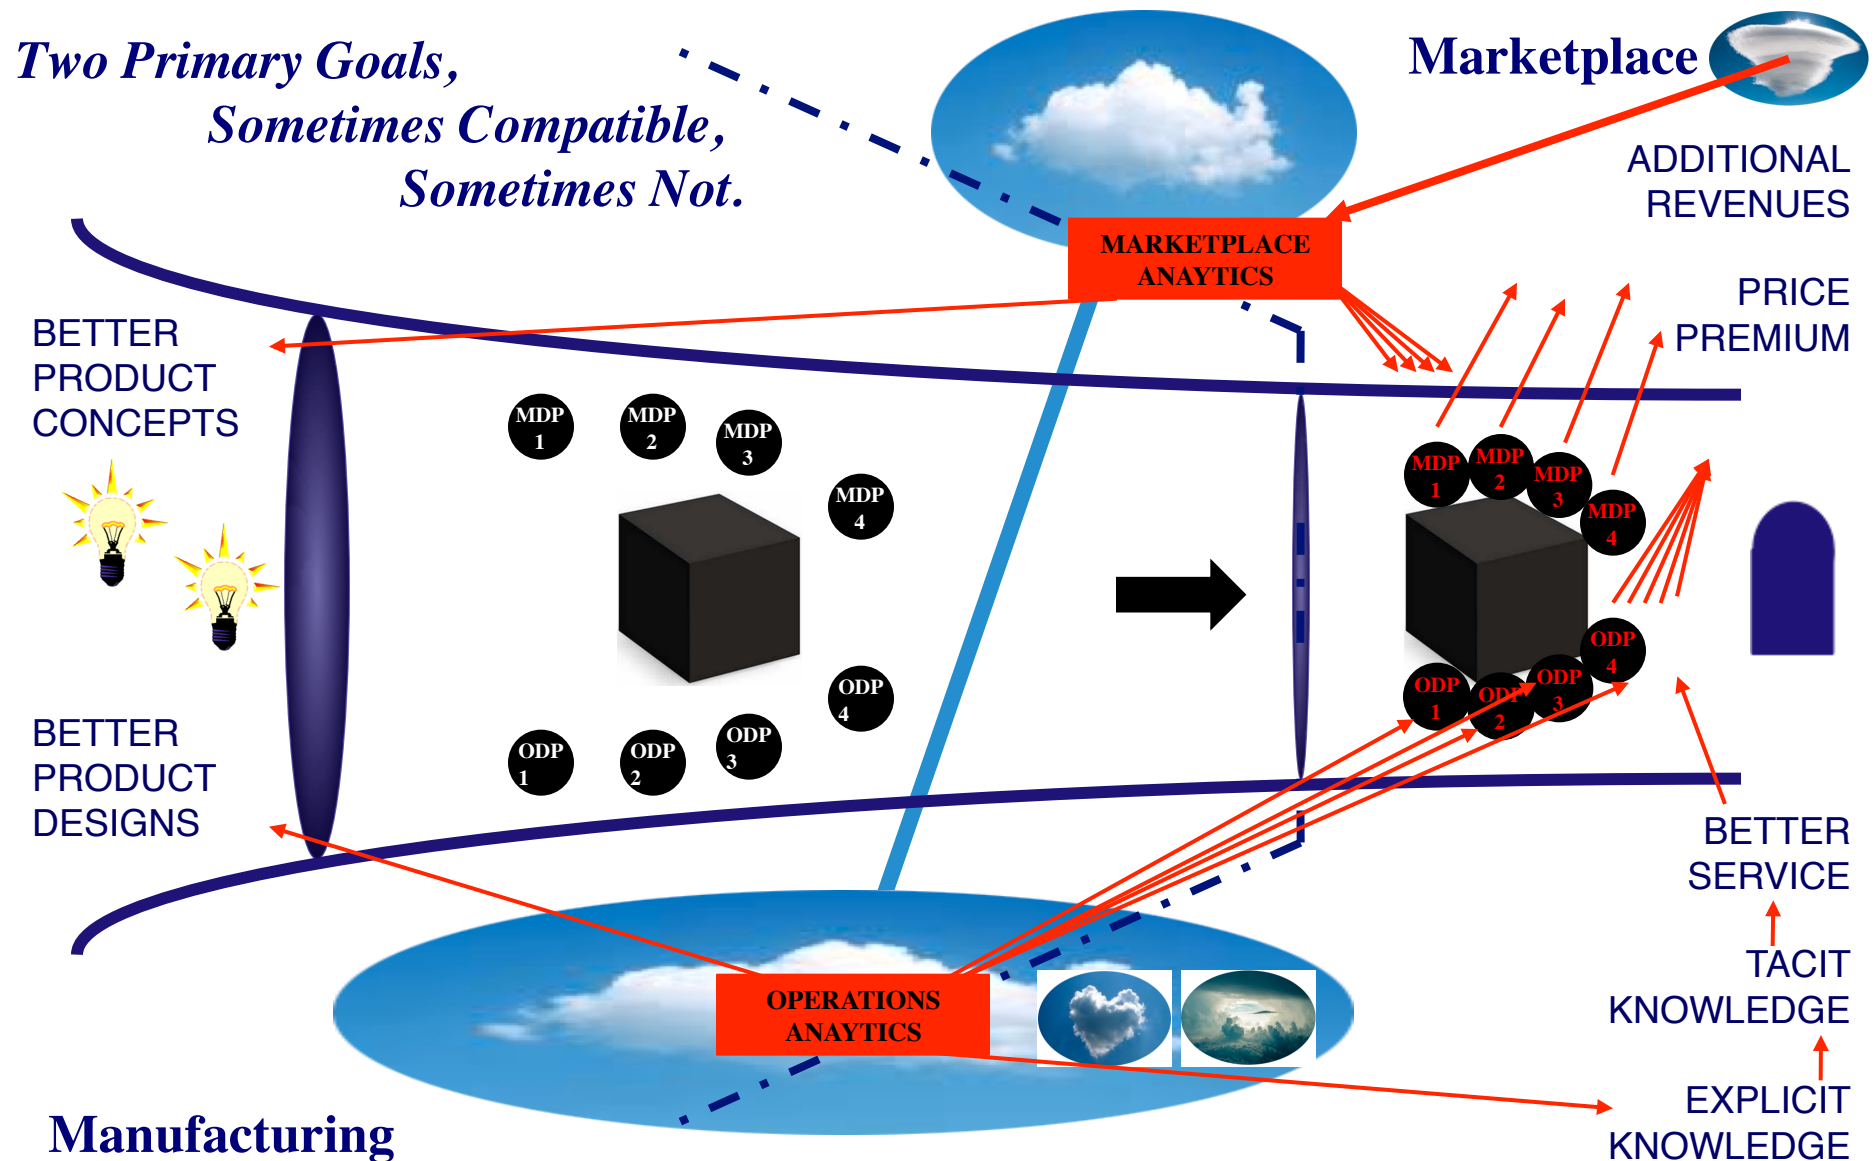 Two Primary Goals,
Sometimes Compatible,
Sometimes Not.
Marketplace
ADDITIONAL
REVENUES
MARKETPLACE
ANAYTICS
PRICE
PREMIUM
BETTER
PRODUCT
CONCEPTS
MDP
1
MDP
2
MDP
3
MDP
4
MDP
1
MDP
2
MDP
3
MDP
4
ODP
1
ODP
2
ODP
3
ODP
4
ODP
1
ODP
2
ODP
3
ODP
4
BETTER
PRODUCT
DESIGNS
BETTER
SERVICE
TACIT
KNOWLEDGE
OPERATIONS
ANAYTICS
EXPLICIT
KNOWLEDGE
Manufacturing